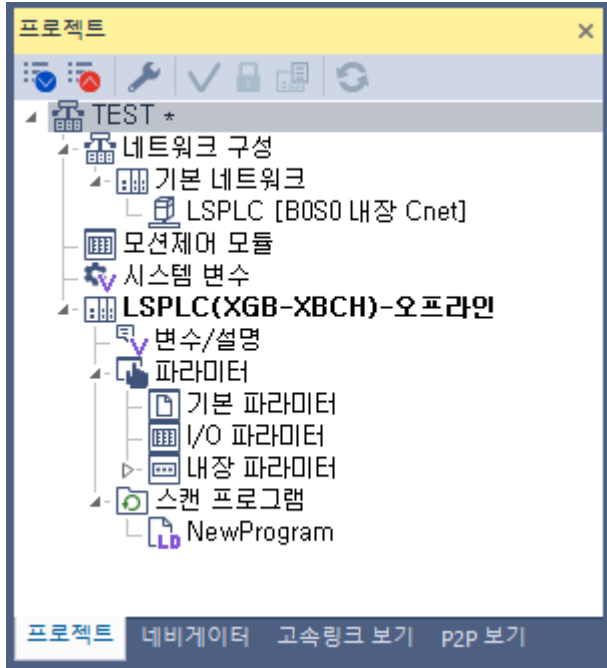 프로젝트
TEST *
네트워크 구성
기본 네트워크
LSPLC [B0S0 내장 Cnet]
모션제어 모듈
시스템 변수
LSPLC(XGB-XBCH)-오프라인
변수/설명
파라미터
기본 파라미터
I/O 파라미터
내장 파라미터
스캔 프로그램
NewProgram
프로젝트 네비게이터 고속링크 보기 P2P 보기